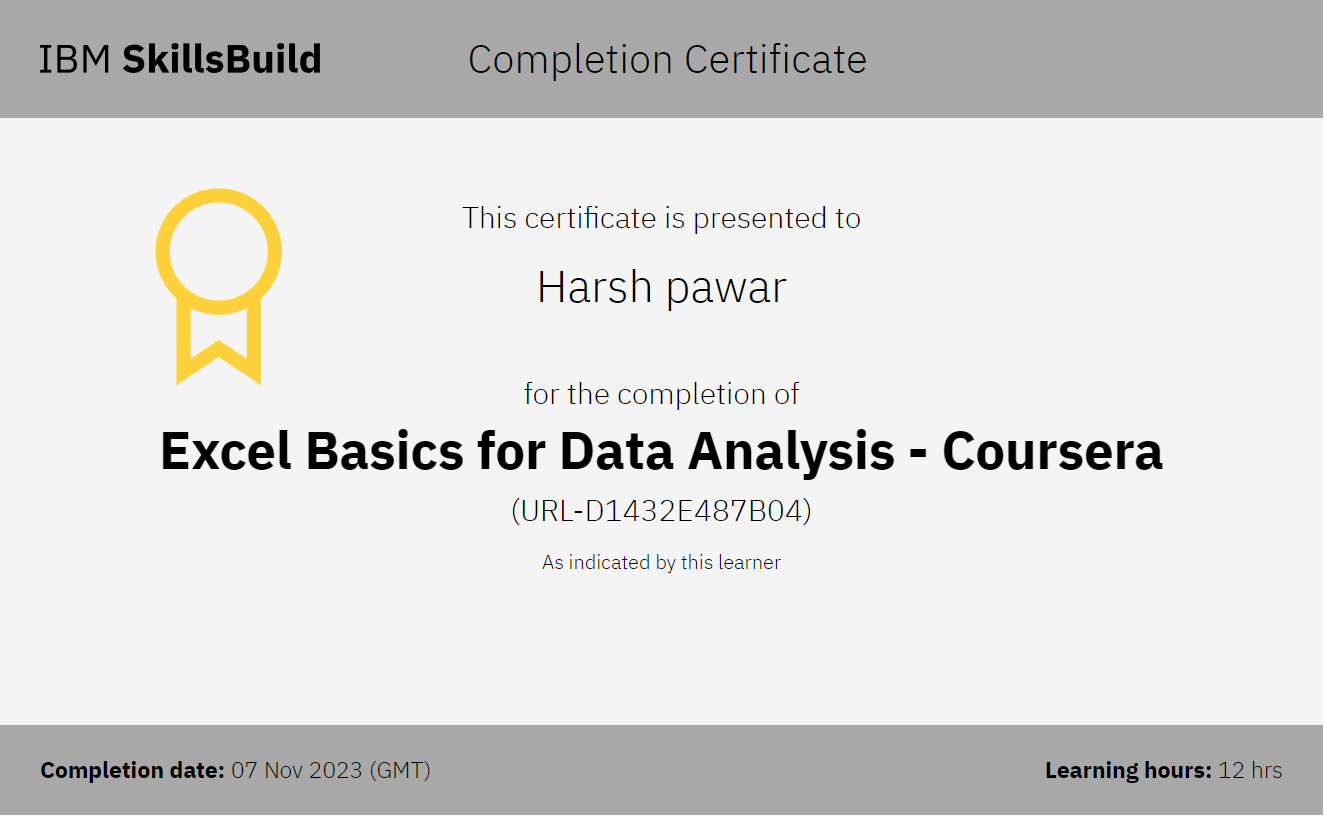 IBM SkillsBuild
Completion Certificate
This certificate is presented to
Harsh pawar
for the completion of
Excel Basics for Data Analysis - Coursera
(URL-D1432E487B04)
As indicated by this learner
Completion date: 07 Nov 2023 (GMT)
Learning hours: 12 hrs